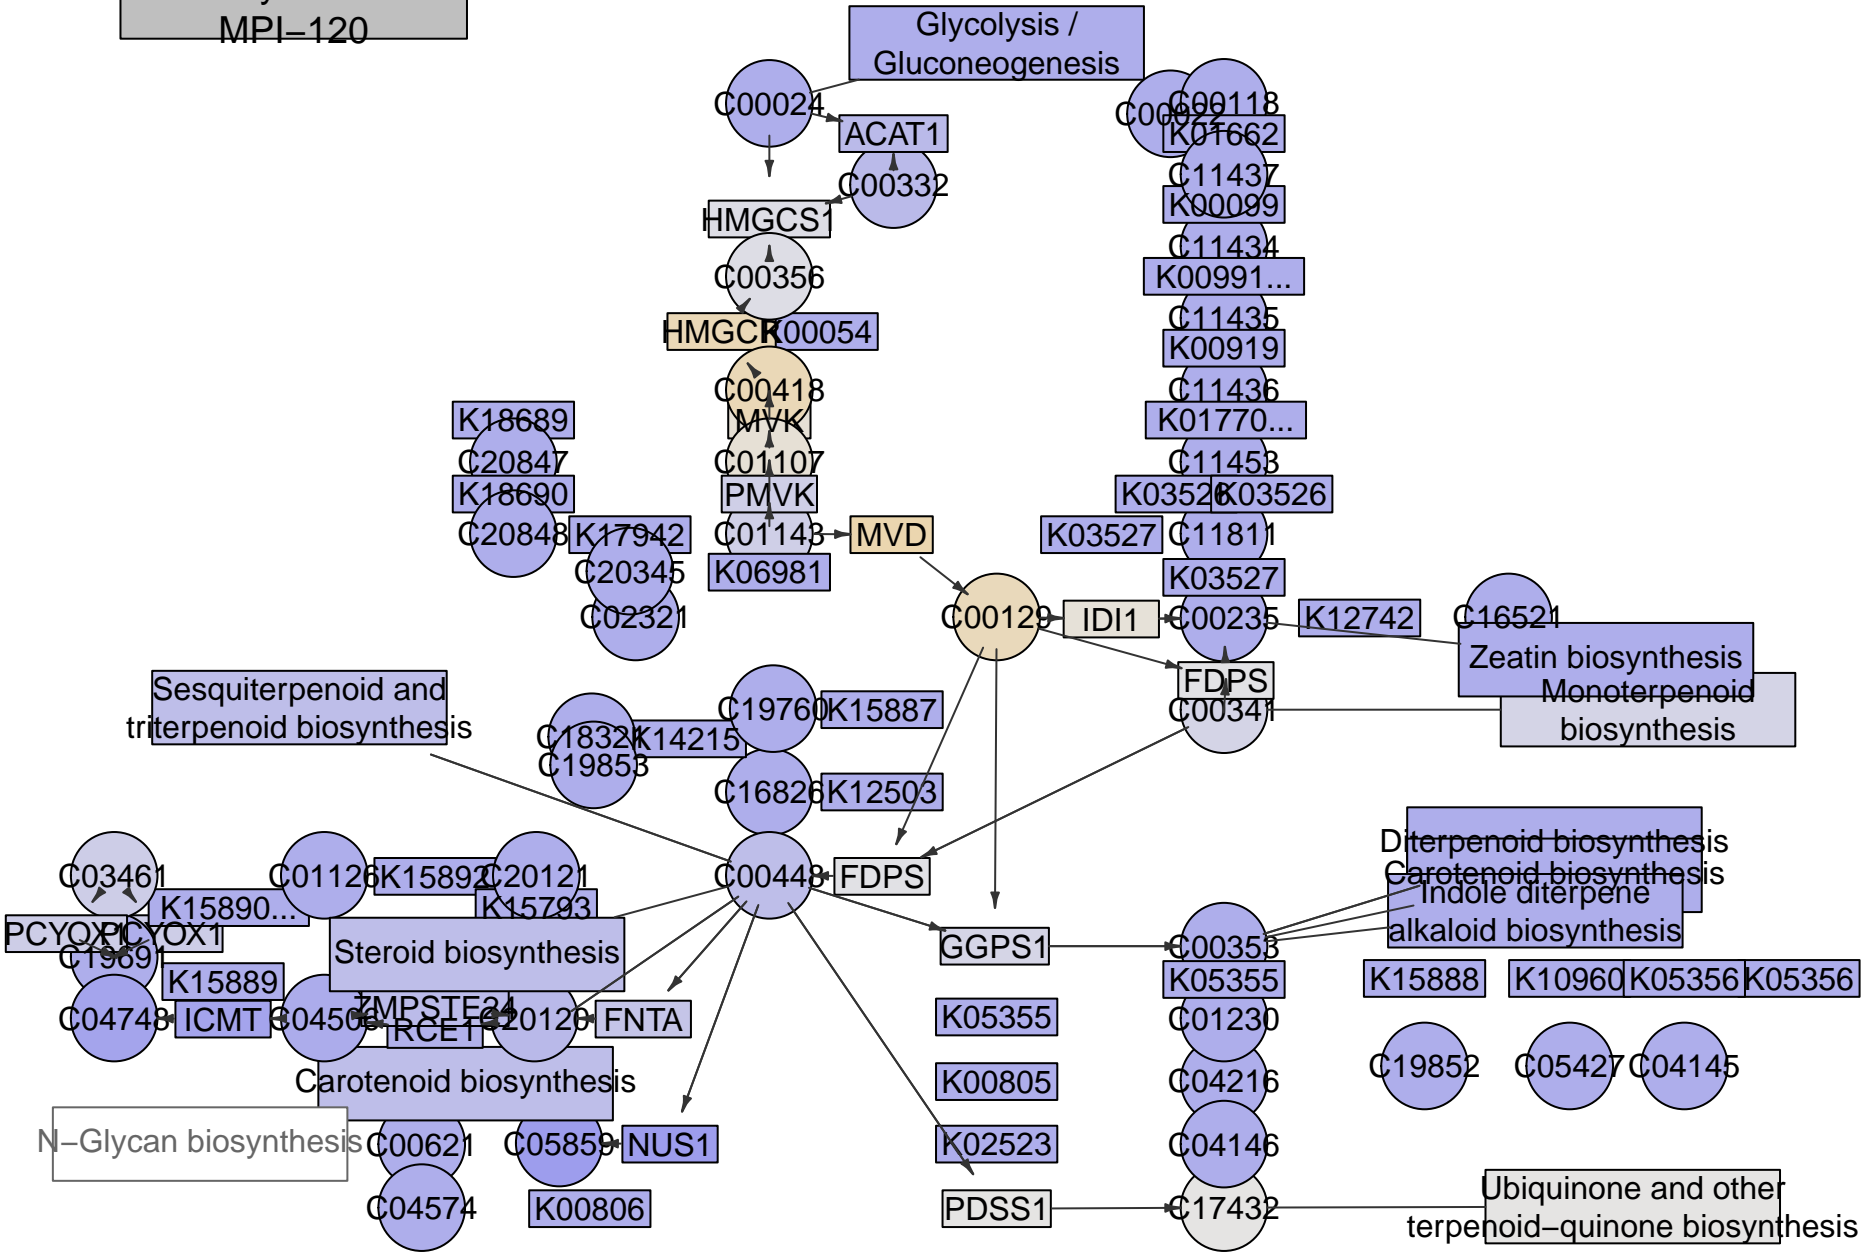 MPI−120
Glycolysis /
Gluconeogenesis
C00024
C00022
C00118
ACAT1
K01662
C11437
C00332
K00099
HMGCS1
C11434
C00356
K00991...
C11435
HMGCR
K00054
K00919
C00418
C11436
K18689
MVK
K01770...
C20847
C01107
C11453
K18690
PMVK
K03526
K03526
C20848
K17942
C01143
MVD
K03527
C11811
C20345
K06981
K03527
C02321
C00129
IDI1
C00235
K12742
C16521
Zeatin biosynthesis
FDPS
Monoterpenoid
biosynthesis
Sesquiterpenoid and
triterpenoid biosynthesis
C19760
K15887
C00341
C18324
K14215
C19853
C16826
K12503
Diterpenoid biosynthesis
Carotenoid biosynthesis
Indole diterpene
alkaloid biosynthesis
C03461
C01126
K15892
C20121
C00448
FDPS
K15890...
K15793
PCYOX1
PCYOX1
C19691
Steroid biosynthesis
GGPS1
C00353
K15889
K05355
K15888
K10960
K05356
K05356
C04748
ICMT
ZMPSTE24
RCE1
C20120
FNTA
K05355
C01230
C19852
C05427
C04145
Carotenoid biosynthesis
K00805
C04216
N−Glycan biosynthesis
C00621
C05859
NUS1
K02523
C04146
C04574
K00806
PDSS1
C17432
Ubiquinone and other
terpenoid−quinone biosynthesis